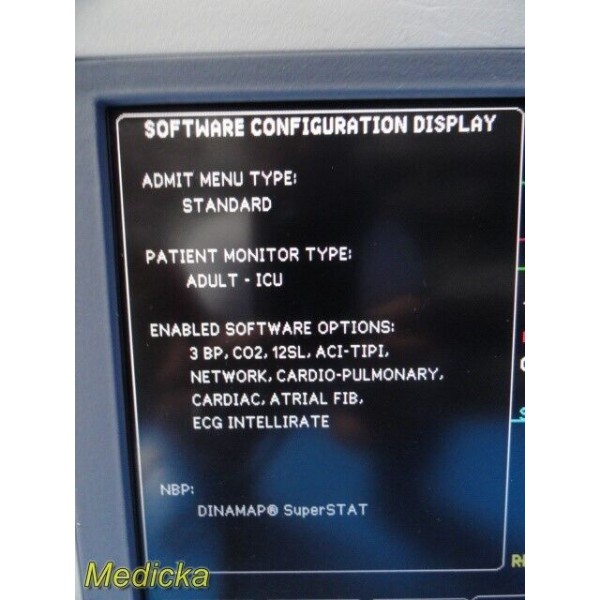 SOFTWARE CONFIGURATION DISPLAY
ADMIT MENU TYPE:
STANDARD
PATIENT MONITOR TYPE:
ADULT - ICU
ENABLED SOFTWARE OPTIONS:
3 BP, CO2, 12SL, ACI-TIPI,
NETWORK, CARDIO-PULMONARY,
CARDIAC, ATRIAL FIB,
ECG INTELLIRATE
NBP:
DINAMAP® SuperSTAT
Medicka